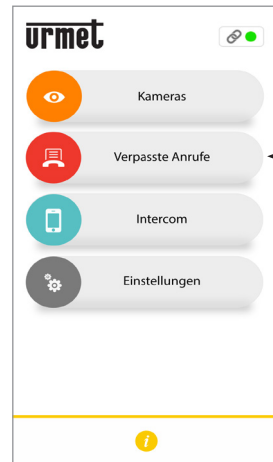 urmet
Kameras
Verpasste Anrufe
Intercom
Einstellungen
i